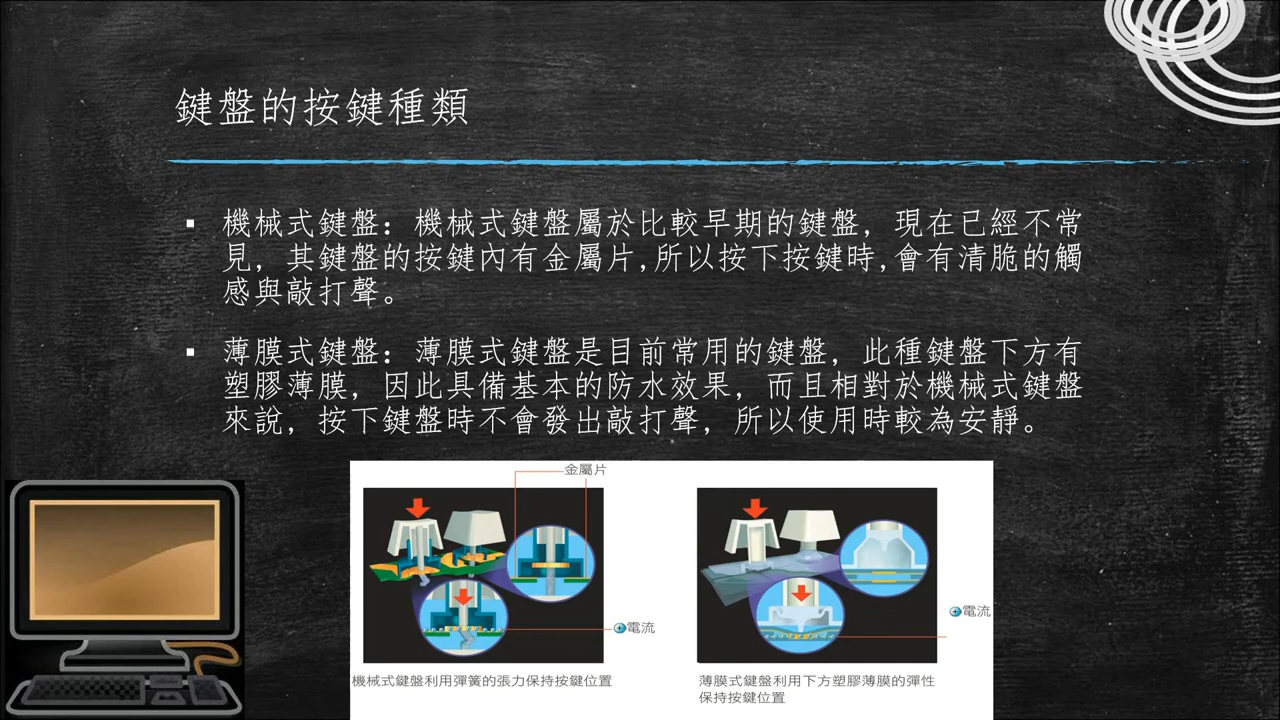 鍵盤的按鍵種類
▪ 機械式鍵盤：機械式鍵盤屬於比較早期的鍵盤，現在已經不常
見，其鍵盤的按鍵內有金屬片,所以按下按鍵時,會有清脆的觸
感與敲打聲。
▪ 薄膜式鍵盤：薄膜式鍵盤是目前常用的鍵盤，此種鍵盤下方有
塑膠薄膜，因此具備基本的防水效果，而且相對於機械式鍵盤
來說，按下鍵盤時不會發出敲打聲，所以使用時較為安靜。
金屬片
電流
機械式鍵盤利用彈簧的張力保持按鍵位置
電流
薄膜式鍵盤利用下方塑膠薄膜的彈性
保持按鍵位置